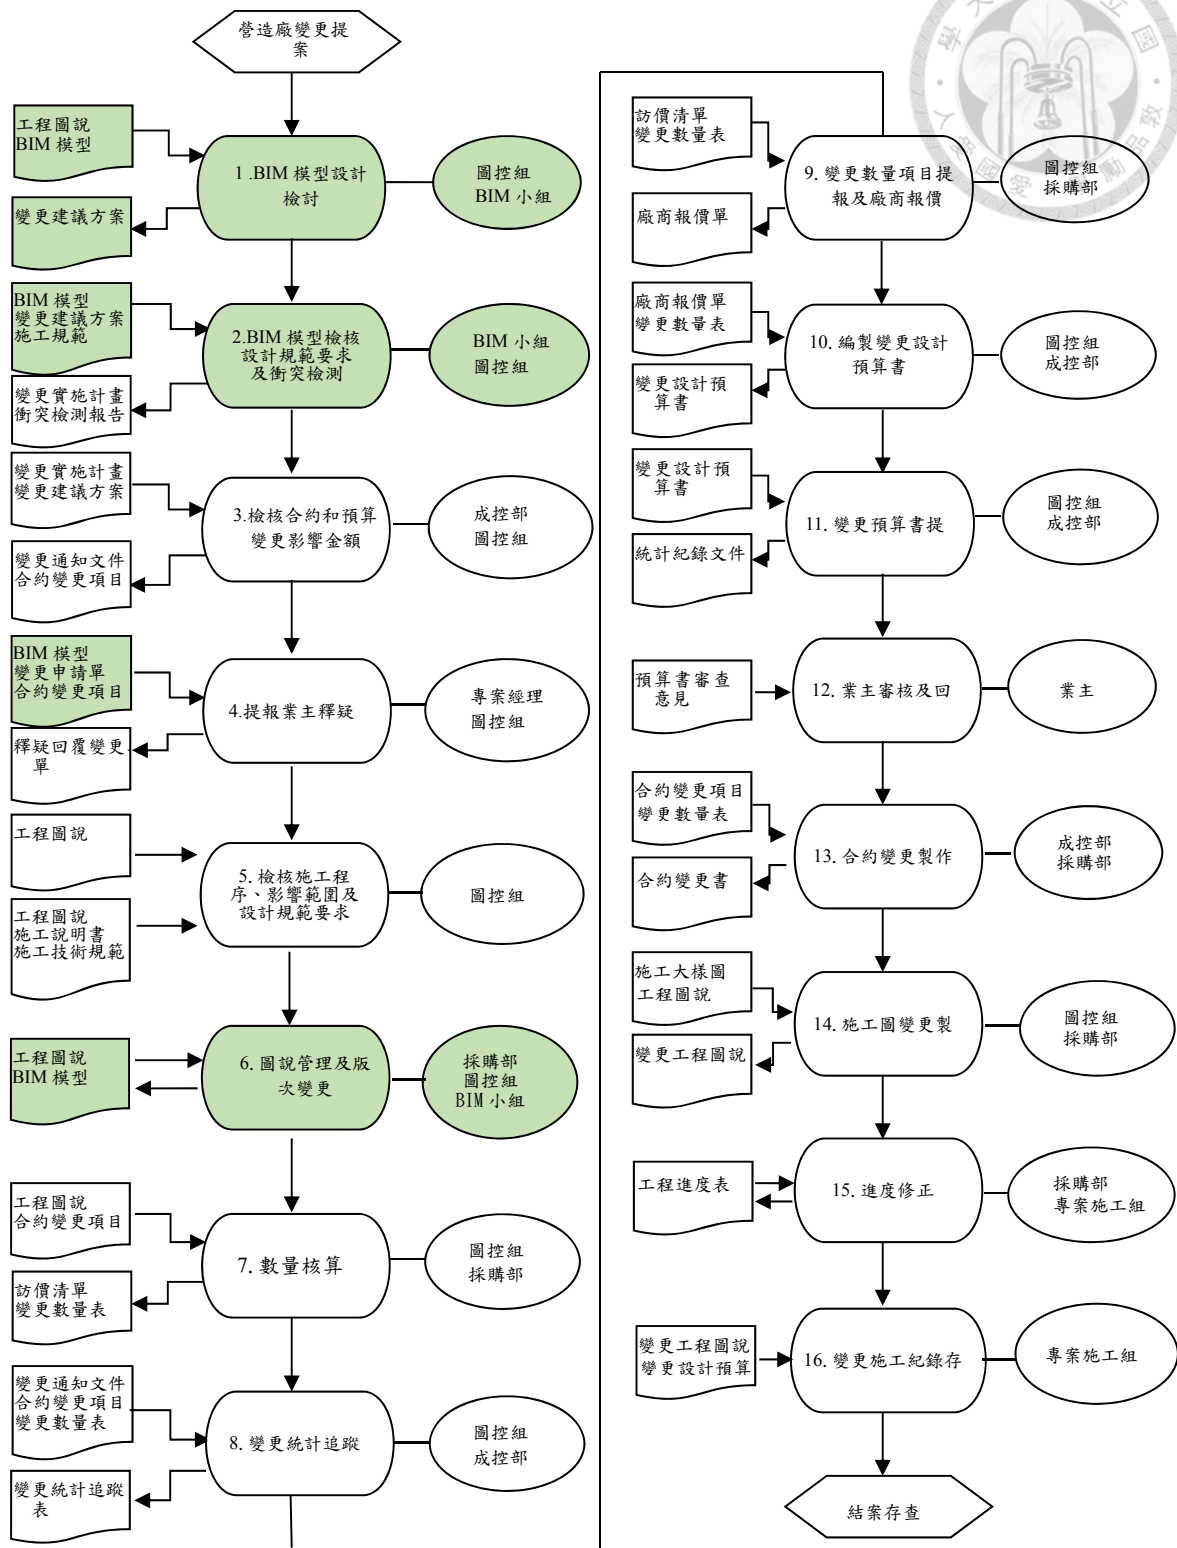 營造廠變更提
案
工程圖說
BIM 模型
1 .BIM 模型設計
檢討
圖控組
BIM 小組
變更建議方案
BIM 模型
變更建議方案
施工規範
2.BIM 模型檢核
設計規範要求
及衝突檢測
BIM 小組
圖控組
變更實施計畫
衝突檢測報告
變更實施計畫
變更建議方案
3.檢核合約和預算
變更影響金額
成控部
圖控組
變更通知文件
合約變更項目
BIM 模型
變更申請單
合約變更項目
4.提報業主釋疑
專案經理
圖控組
釋疑回覆變更
單
工程圖說
5. 檢核施工程
序、影響範圍及
設計規範要求
圖控組
工程圖說
施工說明書
施工技術規範
工程圖說
BIM 模型
6. 圖說管理及版
次變更
採購部
圖控組
BIM 小組
工程圖說
合約變更項目
7. 數量核算
圖控組
採購部
訪價清單
變更數量表
變更通知文件
合約變更項目
變更數量表
8. 變更統計追蹤
圖控組
成控部
變更統計追蹤
表
訪價清單
變更數量表
9. 變更數量項目提
報及廠商報價
圖控組
採購部
廠商報價單
廠商報價單
變更數量表
10. 編製變更設計
預算書
圖控組
成控部
變更設計預
算書
變更設計預
算書
11. 變更預算書提
圖控組
成控部
統計紀錄文件
預算書審查
意見
12. 業主審核及回
業主
合約變更項目
變更數量表
13. 合約變更製作
成控部
採購部
合約變更書
施工大樣圖
工程圖說
14. 施工圖變更製
圖控組
採購部
變更工程圖說
工程進度表
15. 進度修正
採購部
專案施工組
變更工程圖說
變更設計預算
16. 變更施工紀錄存
專案施工組
結案存查